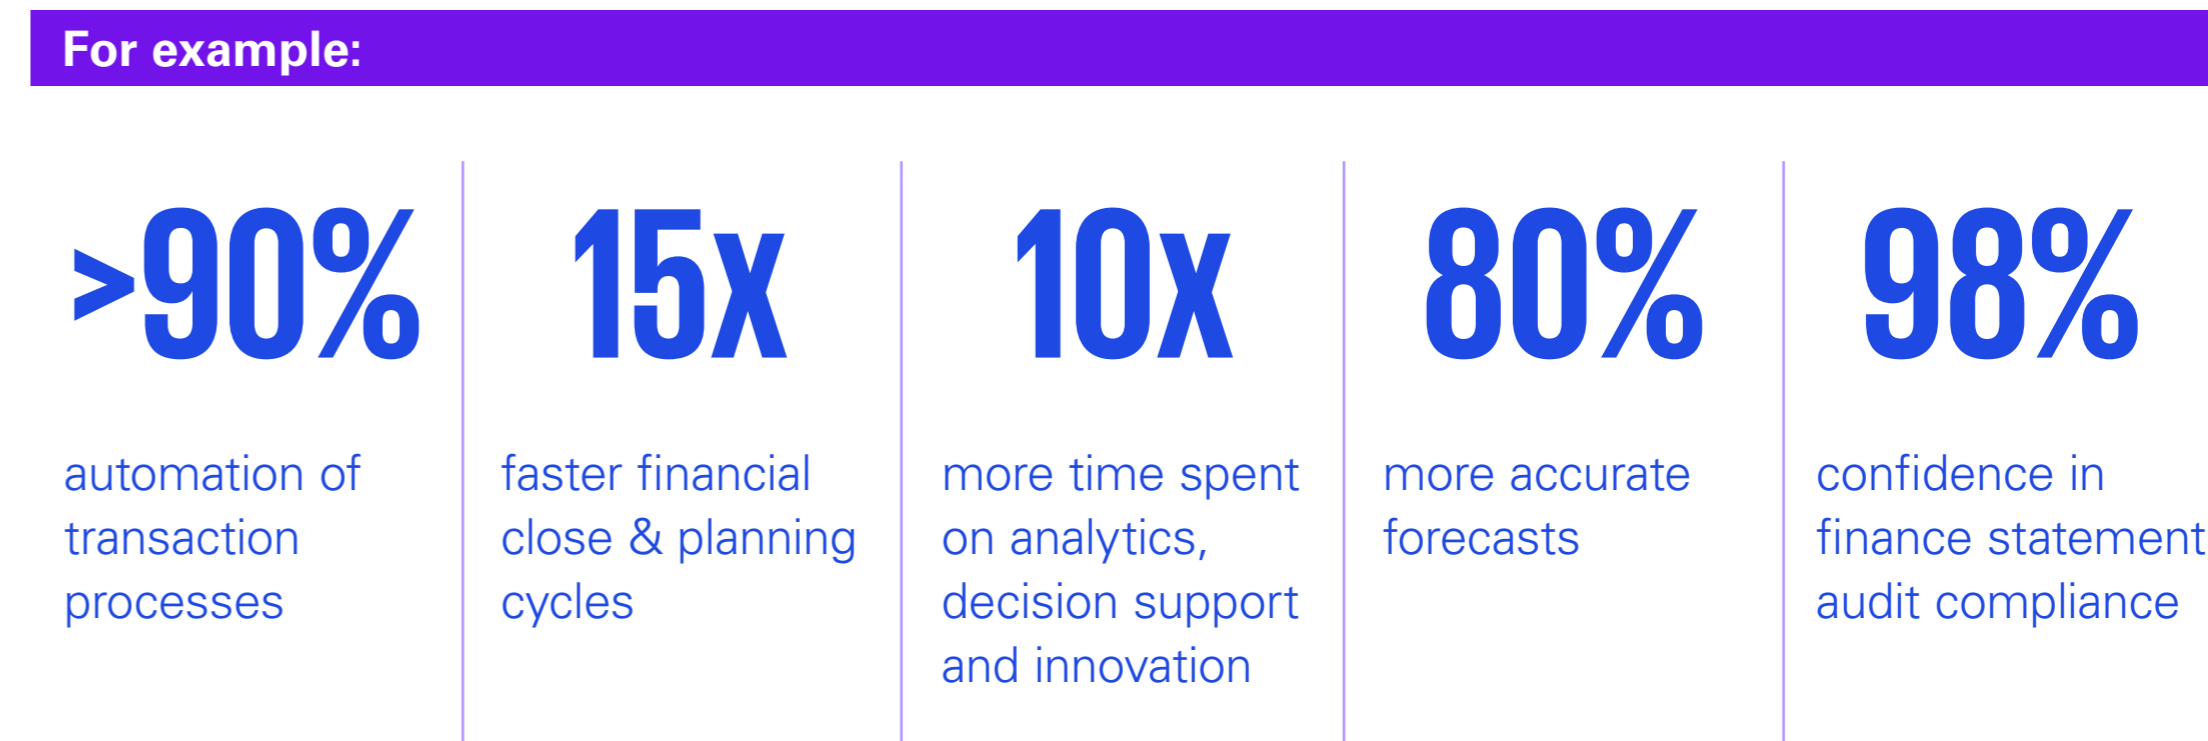 For example:
>90%
automation of
transaction
processes
15x
faster financial
close & planning
cycles
10x
more time spent
on analytics,
decision support
and innovation
80%
more accurate
forecasts
98%
confidence in
finance statement
audit compliance